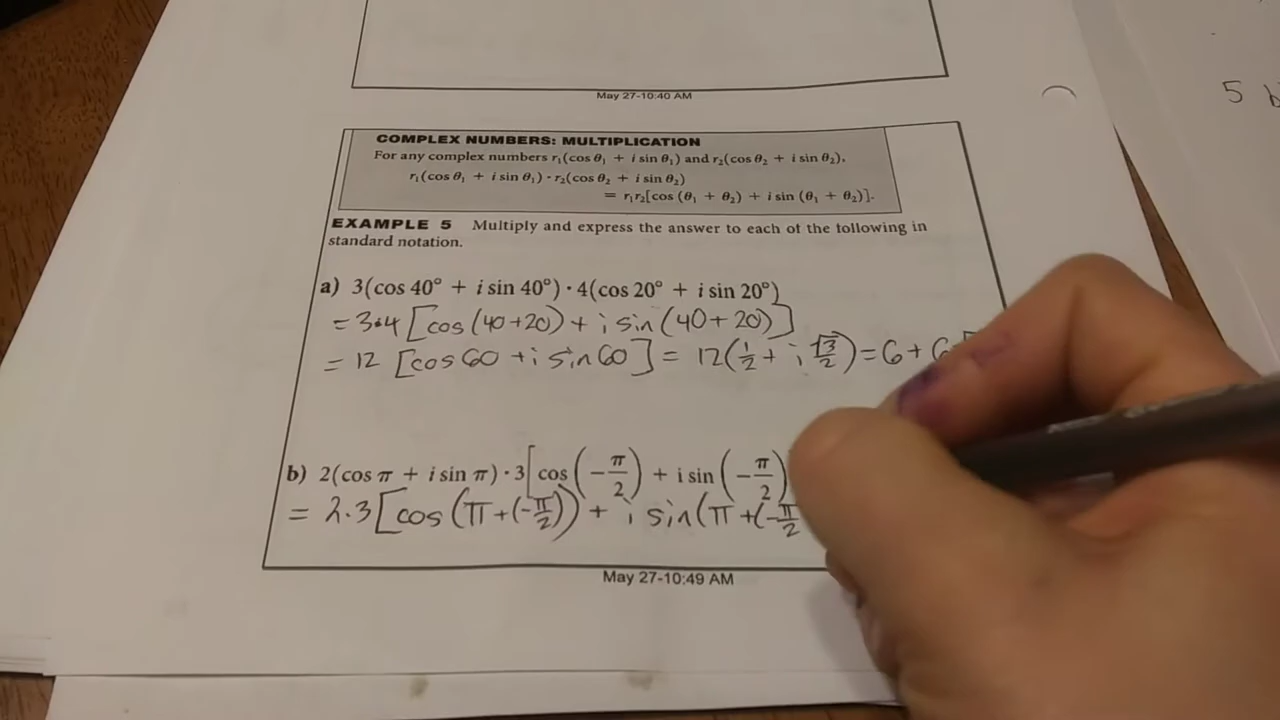 May 27-10:40 AM
5
COMPLEX NUMBERS: MULTIPLICATION
For any complex numbers r₁(cos θ₁ + i sin θ₁) and r₂(cos θ₂ + i sin θ₂),
r₁(cos θ₁ + i sin θ₁) · r₂(cos θ₂ + i sin θ₂)
= r₁r₂[cos (θ₁ + θ₂) + i sin (θ₁ + θ₂)].
EXAMPLE 5 Multiply and express the answer to each of the following in
standard notation.
a) 3(cos 40° + i sin 40°) · 4(cos 20° + i sin 20°)
= 3·4 [cos (40+20) + i sin (40+20)]
= 12 [cos 60 + i sin 60] = 12(1/2 + i √3/2) = 6 + 6
b) 2(cos π + i sin π) · 3[cos (−π/2) + i sin (−π/2)
= 2·3 [cos (π+(-π/2)) + i sin (π+(-π/2
May 27-10:49 AM